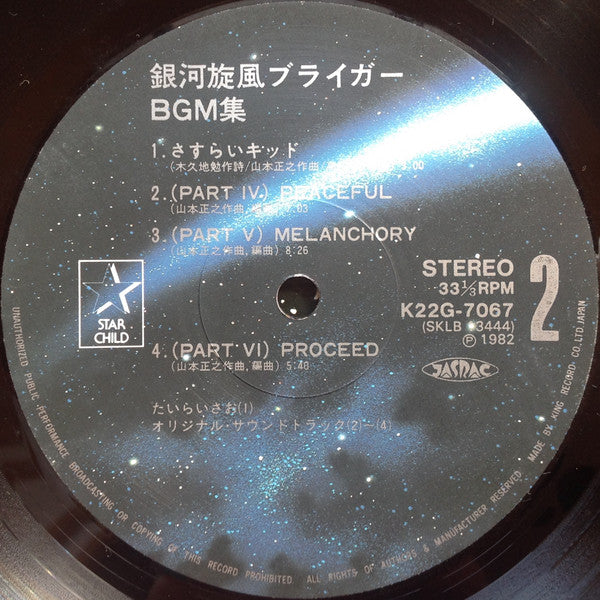 銀河旋風ブライガー
BGM集
1. さすらいキッド
(木久地勉作詩/山本正之作曲, :00
2. (PART IV) PEACEFUL
(山本正之作曲, :03
3. (PART V) MELANCHORY
(山本正之作曲, 編曲) 8:26
STEREO
33⅓RPM
K22G-7067
(SKLB 3444)
Ⓟ 1982
2
STAR
CHILD
4. (PART VI) PROCEED
(山本正之作曲, 編曲) 5:40
JASRAC
たいらいさお(1)
オリジナル・サウンドトラック(2)〜(4)
UNAUTHORIZED PUBLIC PERFORMANCE BROADCASTING OR COPYING OF THIS RECORD PROHIBITED. ALL RIGHTS OF AUTHORS & MANUFACTURER RESERVED. MADE BY KING RECORD CO., LTD. JAPAN